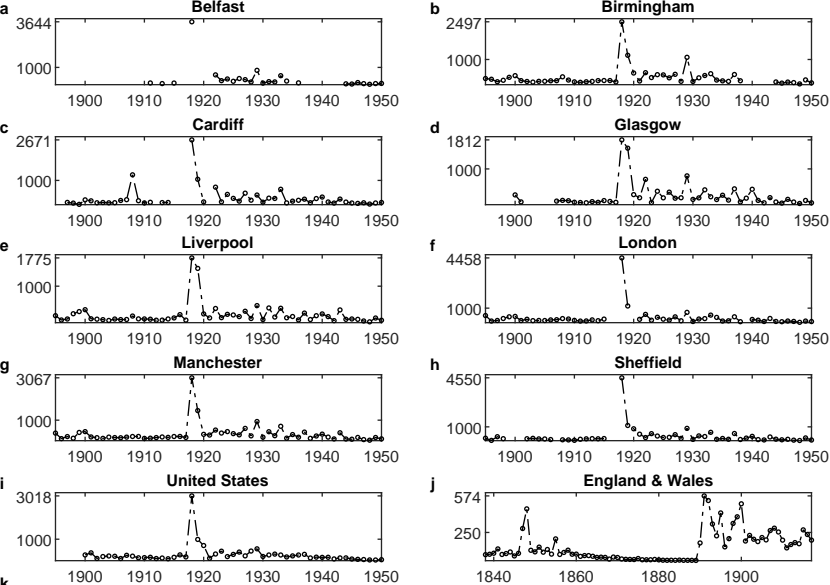 a Belfast
3644
1000
1900 1910 1920 1930 1940 1950
b Birmingham
2497
1000
1900 1910 1920 1930 1940 1950
c Cardiff
2671
1000
1900 1910 1920 1930 1940 1950
d Glasgow
1812
1000
1900 1910 1920 1930 1940 1950
e Liverpool
1775
1000
1900 1910 1920 1930 1940 1950
f London
4458
1000
1900 1910 1920 1930 1940 1950
g Manchester
3067
1000
1900 1910 1920 1930 1940 1950
h Sheffield
4550
1000
1900 1910 1920 1930 1940 1950
i United States
3018
1000
1900 1910 1920 1930 1940 1950
j England & Wales
574
250
1840 1860 1880 1900
k